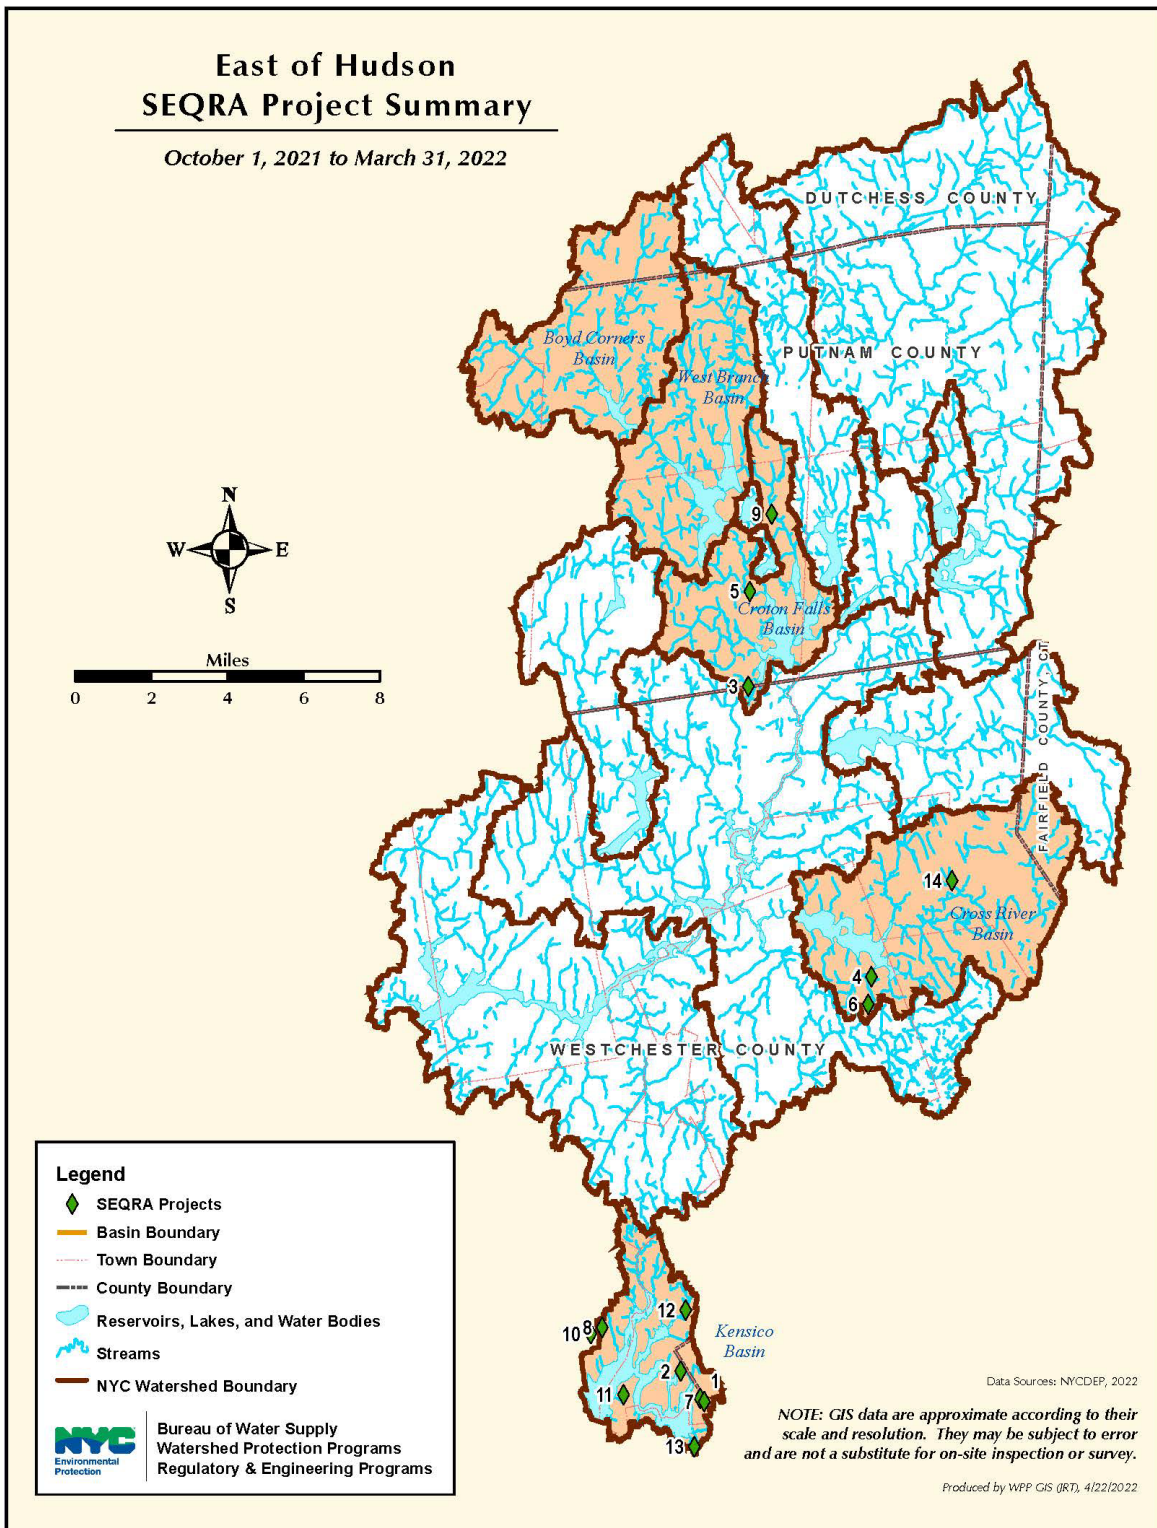 East of Hudson
SEQRA Project Summary
October 1, 2021 to March 31, 2022
DUTCHESS COUNTY
Boyd Corners
Basin
PUTNAM COUNTY
West Branch
Basin
N
W E
S
9
5
Croton Falls
Basin
Miles
0 2 4 6 8
3
FAIRFIELD COUNTY, CT
14
Cross River
Basin
4
6
WESTCHESTER COUNTY
Legend
SEQRA Projects
Basin Boundary
Town Boundary
County Boundary
Reservoirs, Lakes, and Water Bodies
Streams
NYC Watershed Boundary
NYC
Environmental
Protection
Bureau of Water Supply
Watershed Protection Programs
Regulatory & Engineering Programs
12
10
8
Kensico
Basin
2
1
11
7
13
Data Sources: NYCDEP, 2022
NOTE: GIS data are approximate according to their
scale and resolution. They may be subject to error
and are not a substitute for on-site inspection or survey.
Produced by WPP GIS (JRT), 4/22/2022